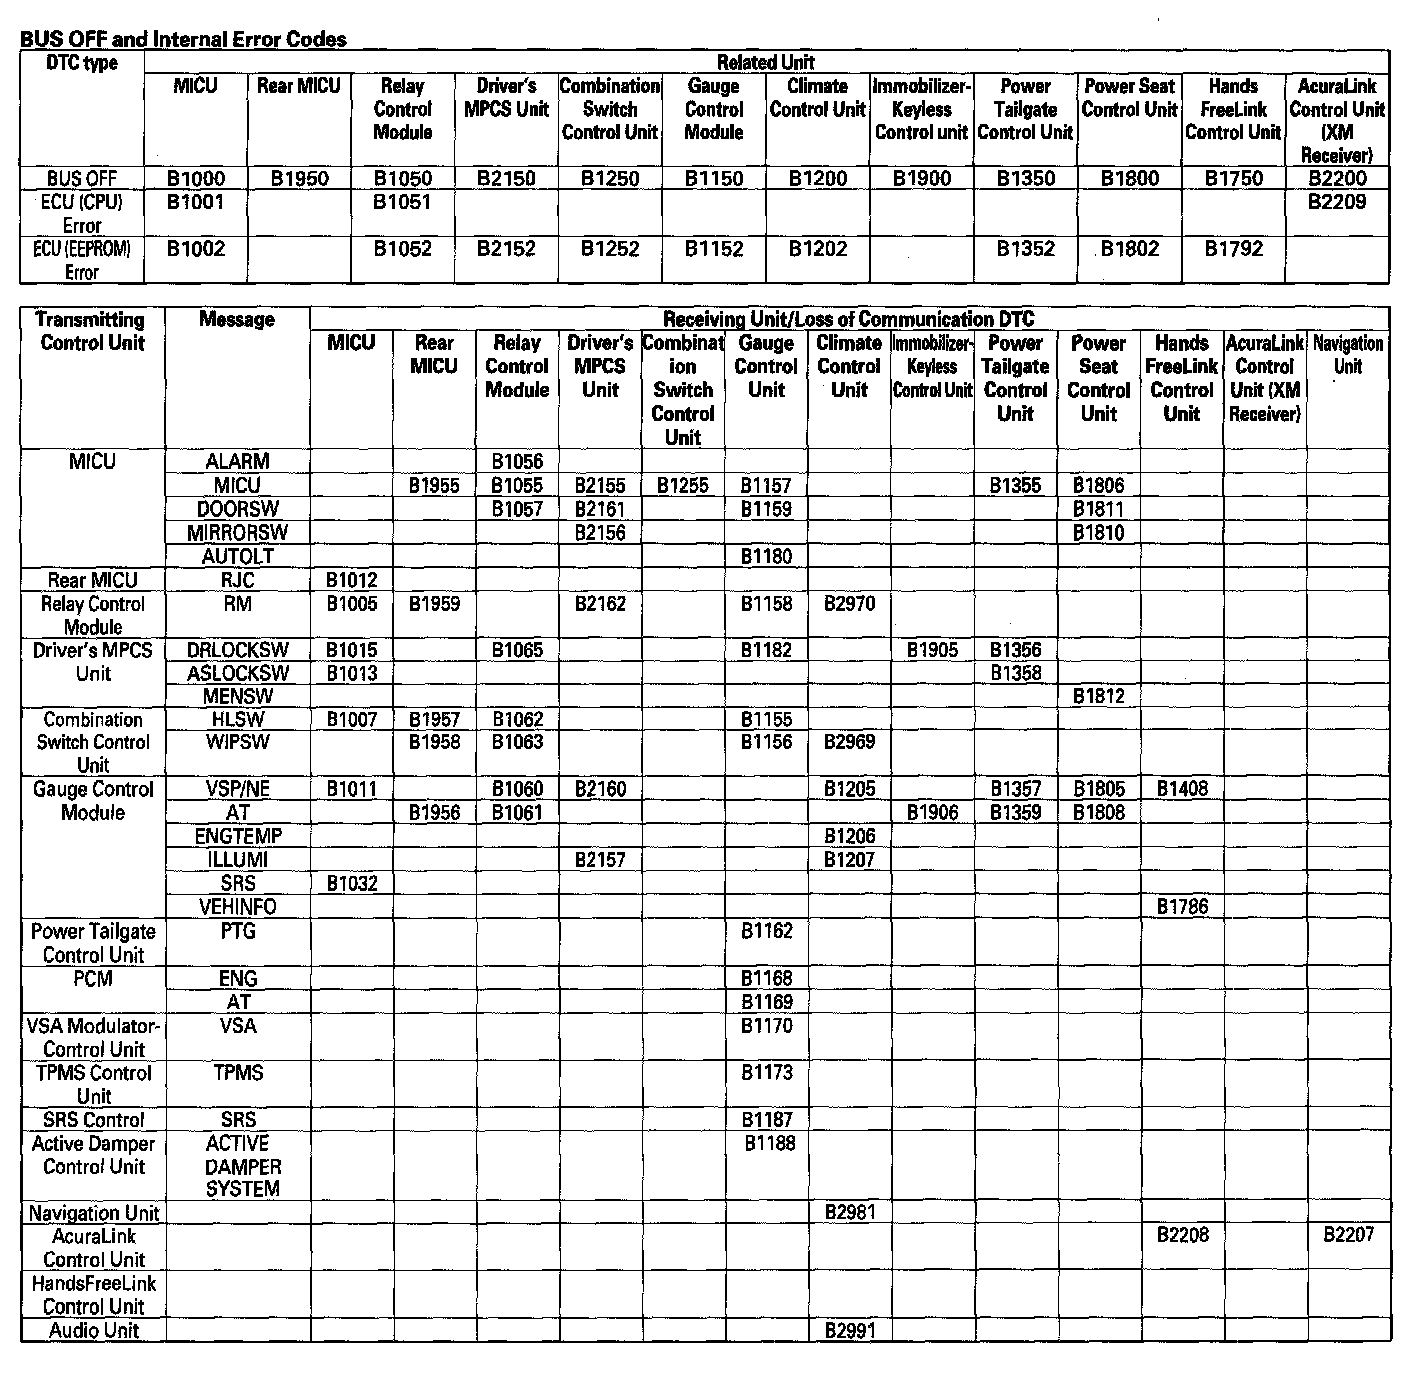 BUS OFF and Internal Error Codes
DTC type Related Unit
MICU Rear MICU Relay Control Module Driver's MPCS Unit Combination Switch Control Unit Gauge Control Module Climate Control Unit Immobilizer-Keyless Control unit Power Tailgate Control Unit Power Seat Control Unit Hands FreeLink Control Unit AcuraLink Control Unit (XM Receiver)
BUS OFF B1000 B1950 B1050 B2150 B1250 B1150 B1200 B1900 B1350 B1800 B1750 B2200
ECU (CPU) Error B1001 B1051 B2209
ECU (EEPROM) Error B1002 B1052 B2152 B1252 B1152 B1202 B1352 B1802 B1792
Transmitting Control Unit Message Receiving Unit/Loss of Communication DTC
MICU Rear MICU Relay Control Module Driver's MPCS Unit Combination Switch Control Unit Gauge Control Unit Climate Control Unit Immobilizer-Keyless Control Unit Power Tailgate Control Unit Power Seat Control Unit Hands FreeLink Control Unit AcuraLink Control Unit (XM Receiver) Navigation Unit
MICU ALARM B1056
MICU B1955 B1055 B2155 B1255 B1157 B1355 B1806
DOORSW B1057 B2161 B1159 B1811
MIRRORSW B2156 B1810
AUTOLT B1180
Rear MICU RJC B1012
Relay Control Module RM B1005 B1959 B2162 B1158 B2970
Driver's MPCS Unit DRLOCKSW B1015 B1065 B1182 B1905 B1356
ASLOCKSW B1013 B1358
MENSW B1812
Combination Switch Control Unit HLSW B1007 B1957 B1062 B1155
WIPSW B1958 B1063 B1156 B2969
Gauge Control Module VSP/NE B1011 B1060 B2160 B1205 B1357 B1805 B1408
AT B1956 B1061 B1906 B1359 B1808
ENGTEMP B1206
ILLUMI B2157 B1207
SRS B1032
VEHINFO B1786
Power Tailgate Control Unit PTG B1162
PCM ENG B1168
AT B1169
VSA Modulator-Control Unit VSA B1170
TPMS Control Unit TPMS B1173
SRS Control SRS B1187
Active Damper Control Unit ACTIVE DAMPER SYSTEM B1188
Navigation Unit B2981
AcuraLink Control Unit B2208 B2207
HandsFreeLink Control Unit
Audio Unit B2991